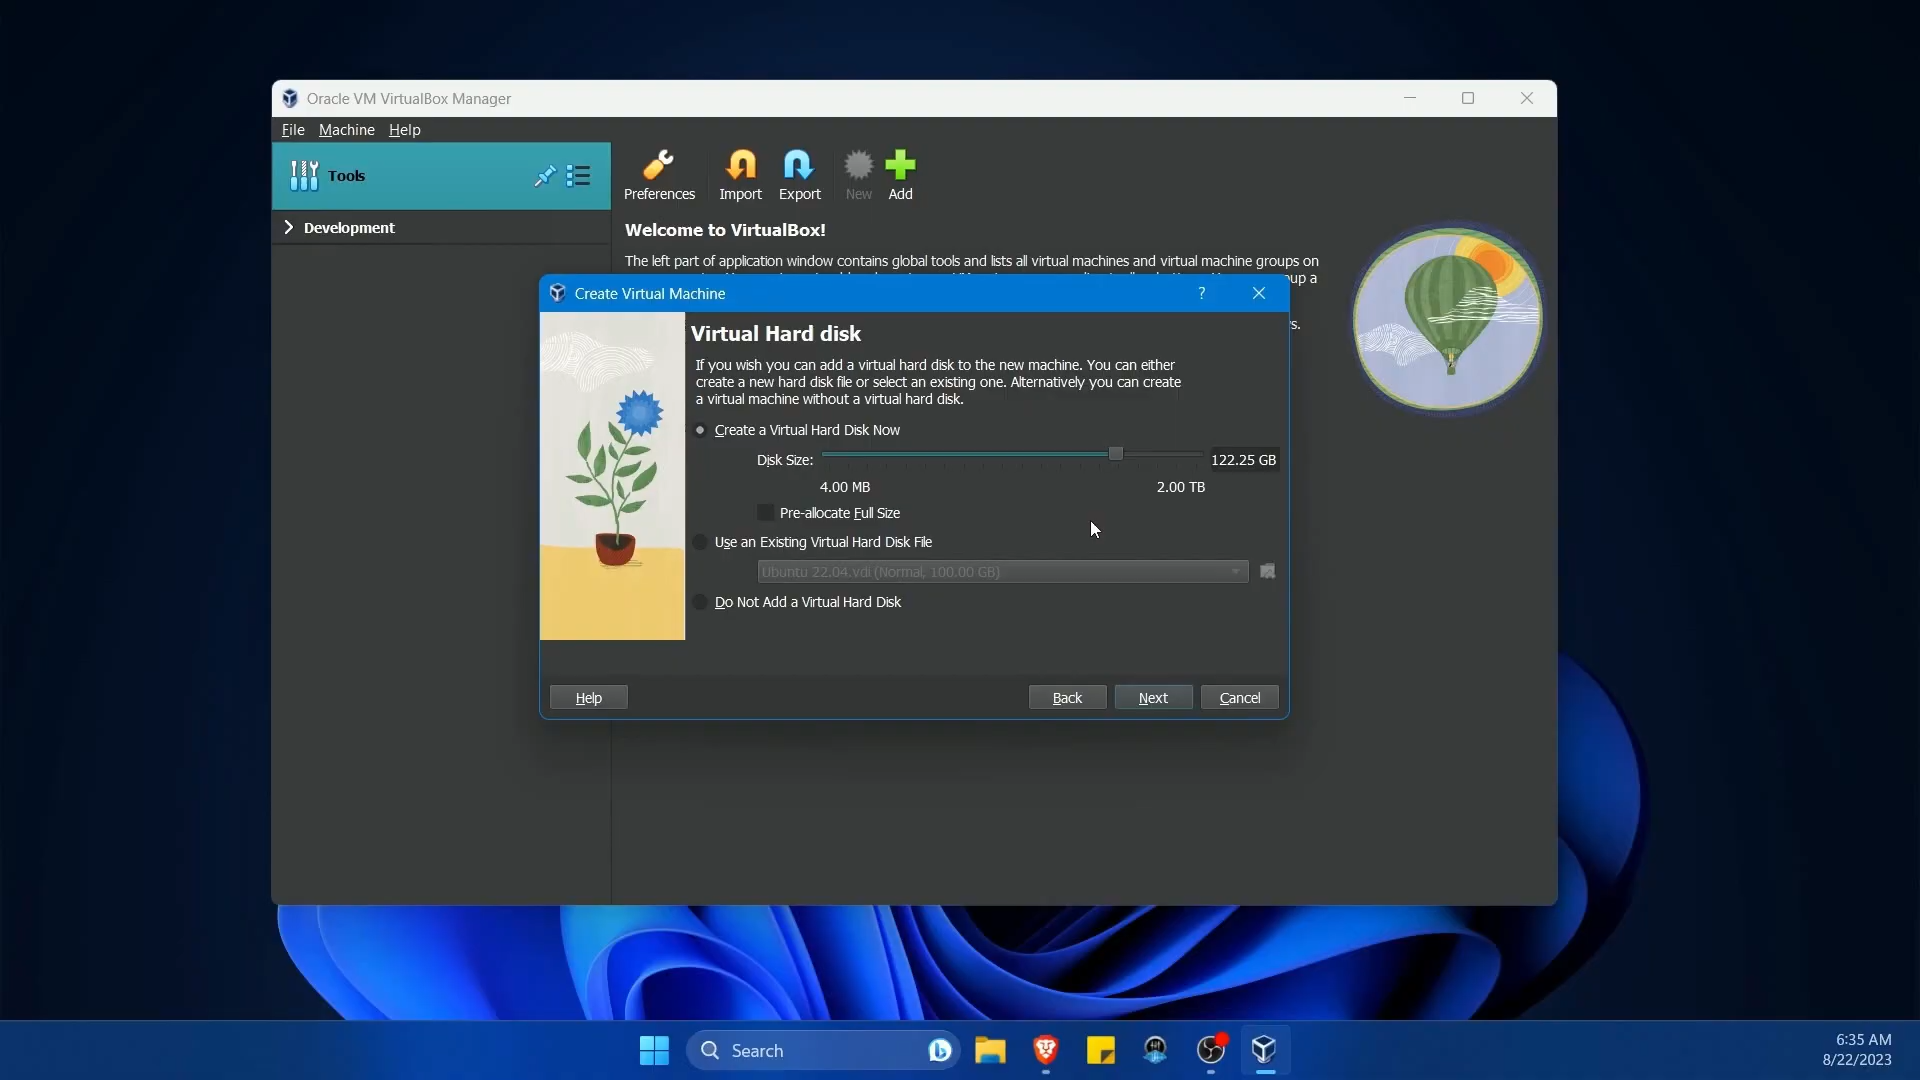 Oracle VM VirtualBox Manager
File Machine Help
Tools
Preferences Import Export New Add
Development
Welcome to VirtualBox!
The left part of application window contains global tools and lists all virtual machines and virtual machine groups on
up a
s.
Create Virtual Machine ?
Virtual Hard disk
If you wish you can add a virtual hard disk to the new machine. You can either
create a new hard disk file or select an existing one. Alternatively you can create
a virtual machine without a virtual hard disk.
Create a Virtual Hard Disk Now
Disk Size: 122.25 GB
4.00 MB 2.00 TB
Pre-allocate Full Size
Use an Existing Virtual Hard Disk File
Ubuntu 22.04.vdi (Normal, 100.00 GB)
Do Not Add a Virtual Hard Disk
Help Back Next Cancel
Search
6:35 AM
8/22/2023